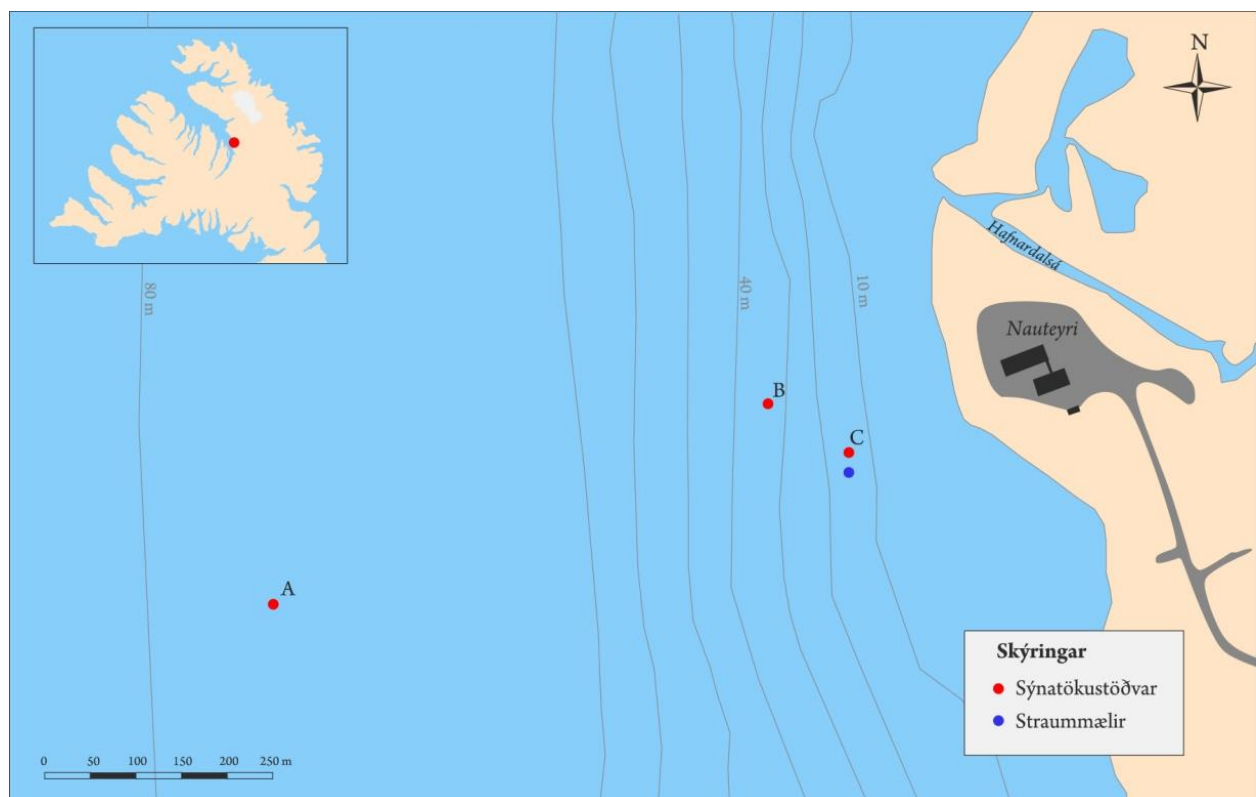 N
Hafnardalsá
80 m
40 m
10 m
Nauteyri
B
C
A
Skýringar
Sýnatökustöðvar
Straummælir
0 50 100 150 200 250 m